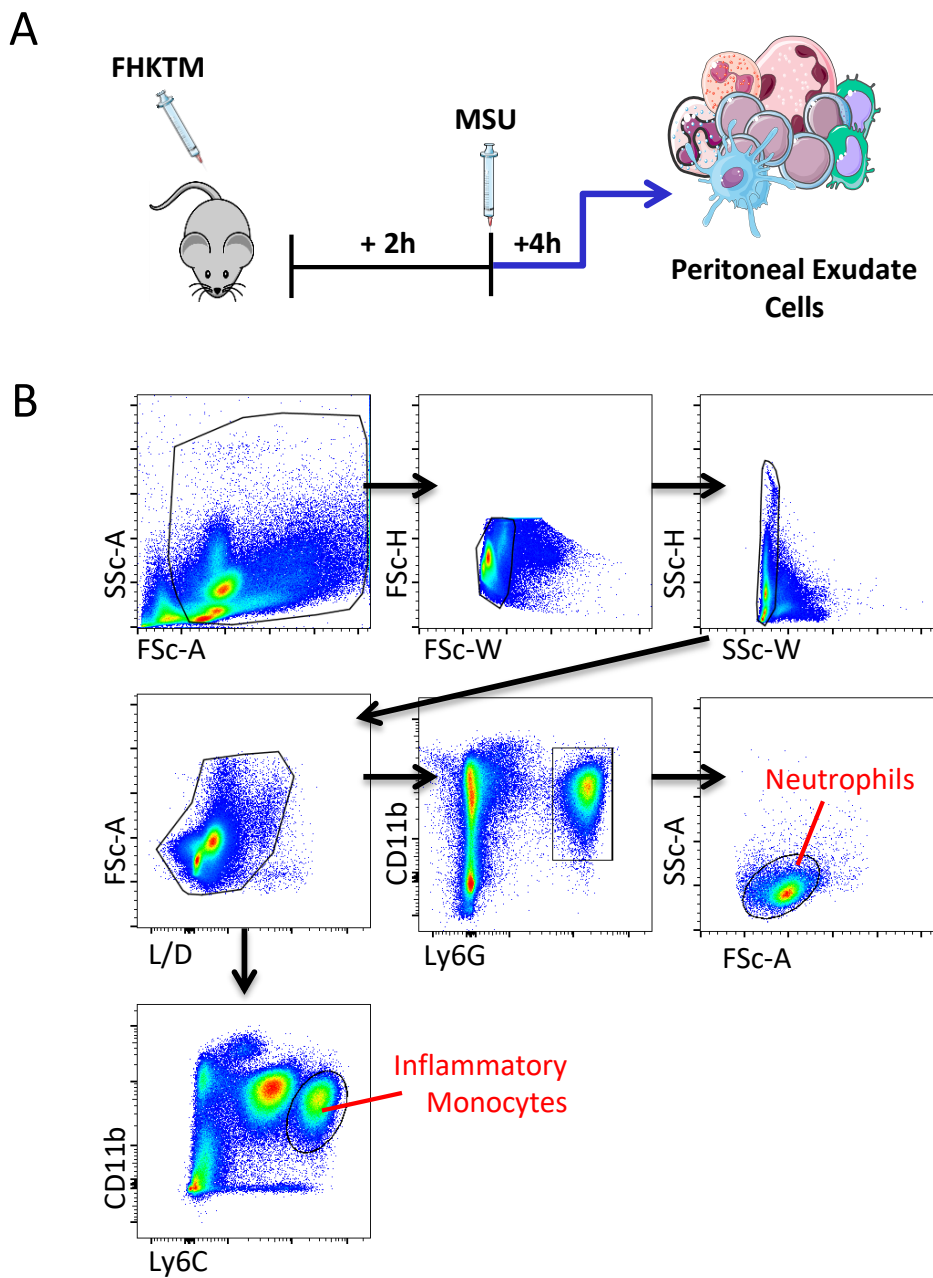 A
FHKTM
MSU
+ 2h
+4h
Peritoneal Exudate
Cells
B
SSc-A
FSc-A
FSc-H
FSc-W
SSc-H
SSc-W
FSc-A
L/D
CD11b
Ly6G
Neutrophils
SSc-A
FSc-A
CD11b
Ly6C
Inflammatory
Monocytes